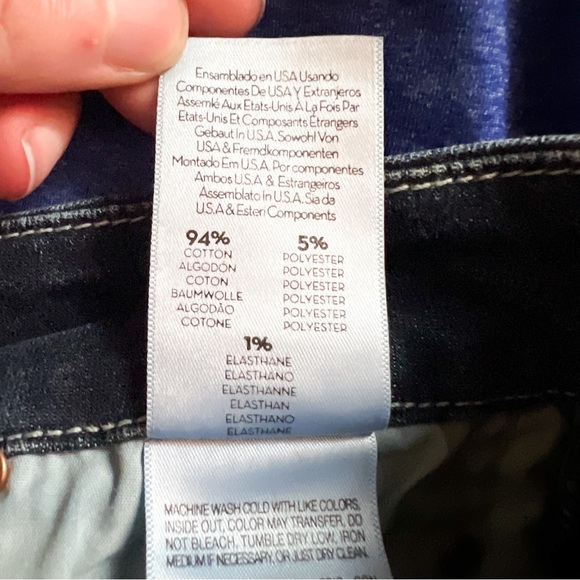 Ensamblado en USA Usando
Componentes De USA Y Extranjeros
Assemlé Aux Etats-Unis À La Fois Par
Etats-Unis Et Composants Étrangers
Gebaut In U.S.A. Sowohl Von
USA & Fremdkomponenten
Montado Em U.S.A. Por componentes
Ambos U.S.A & Estrangeiros
Assemblato In U.S.A. Sia da
U.S.A & Esteri Components
94% 5%
COTTON POLYESTER
ALGODÓN POLYESTER
COTON POLYESTER
BAUMWOLLE POLYESTER
ALGODÃO POLYESTER
COTONE POLYESTER
1%
ELASTHANE
ELASTHANO
ELASTHANNE
ELASTHAN
ELASTHANO
ELASTHANE
MACHINE WASH COLD WITH LIKE COLORS,
INSIDE OUT, COLOR MAY TRANSFER, DO
NOT BLEACH. TUMBLE DRY LOW, IRON
MEDIUM IF NECESSARY, OR JUST DRY CLEAN.